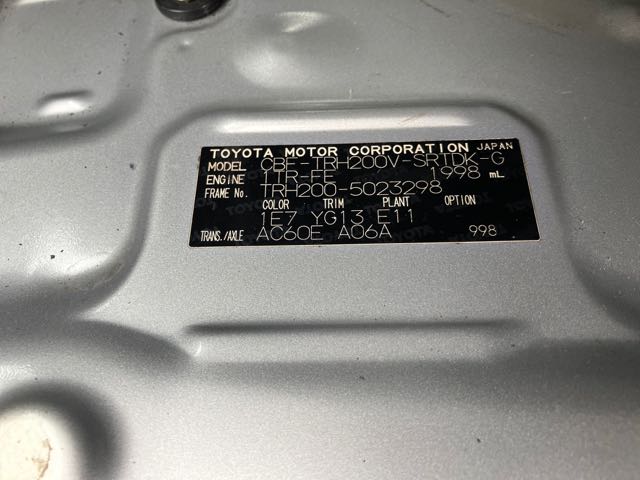 TOYOTA MOTOR CORPORATION JAPAN
MODEL CBF-TRH200V-SRTDK-G
ENGINE 1TR-FE 1998 mL
FRAME No. TRH200-5023298
COLOR TRIM PLANT
1E7 YG13 E11
TRANS./AXLE AC60E A06A 998